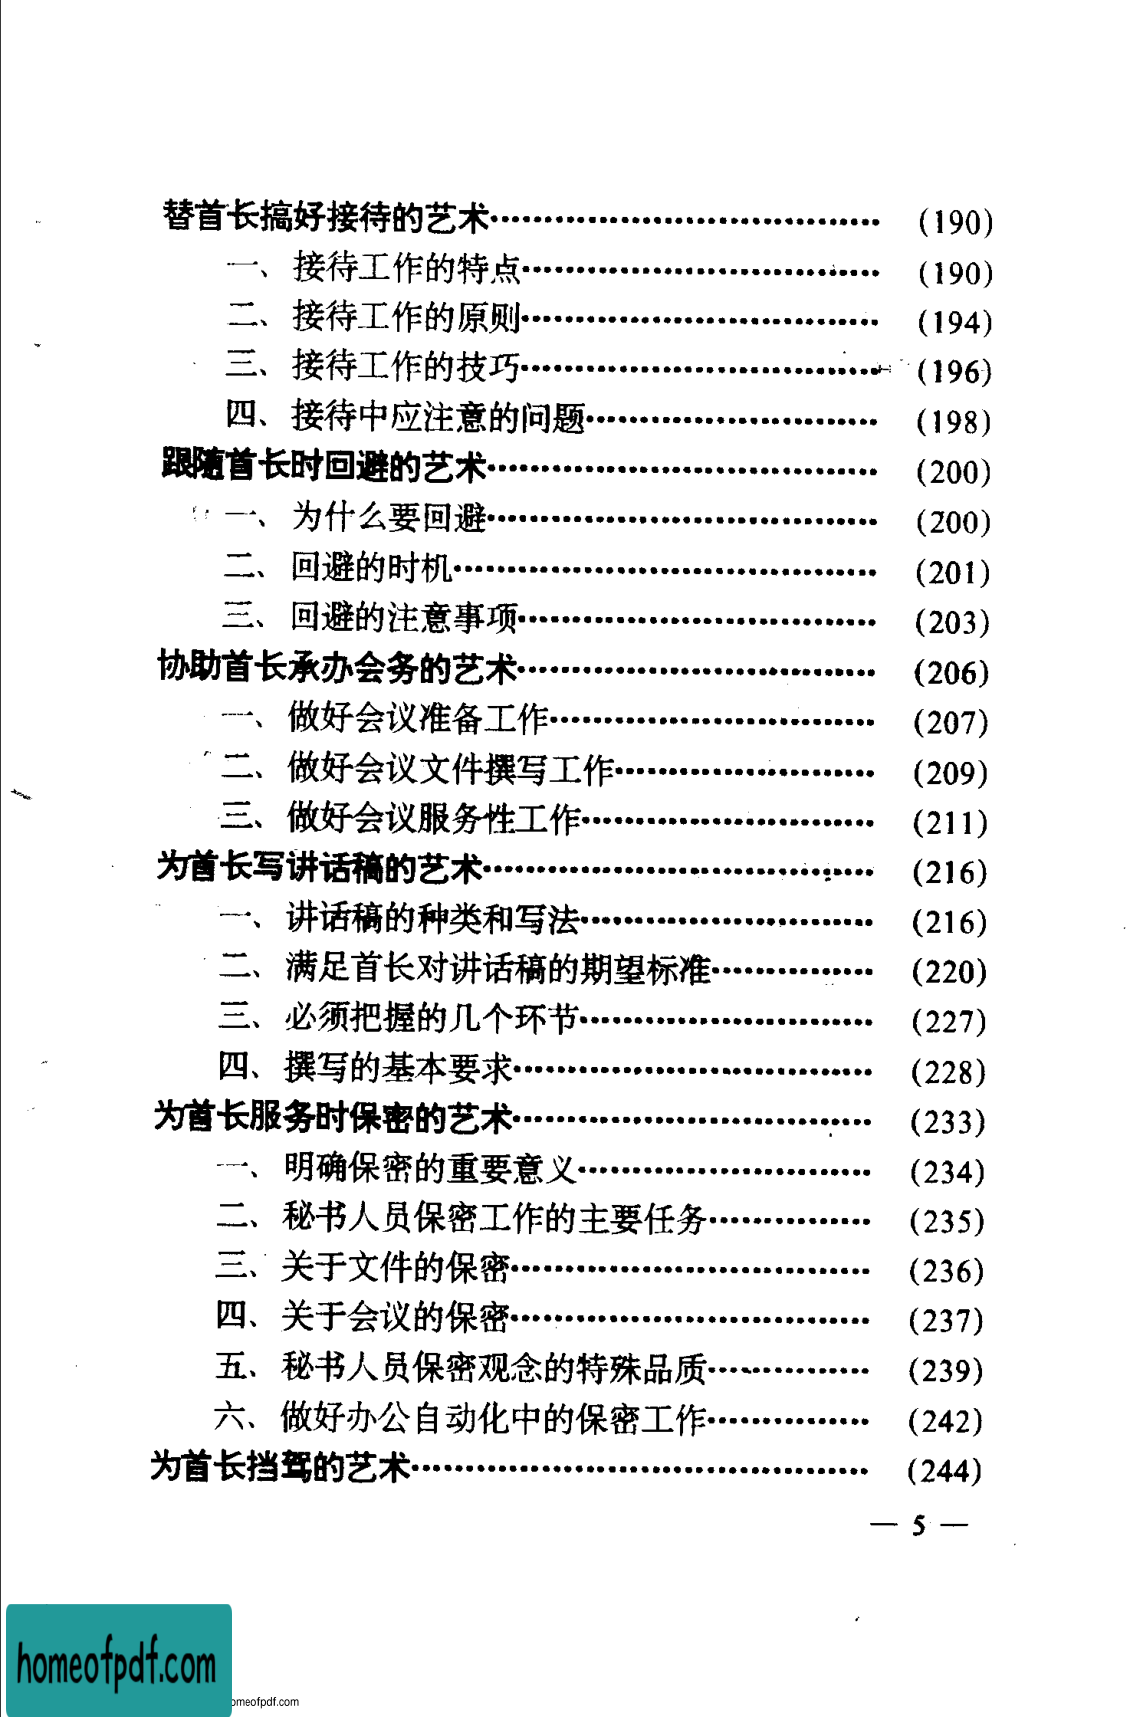 替首长搞好接待的艺术…………………………………… (190)
一、接待工作的特点………………………………… (190)
二、接待工作的原则………………………………… (194)
三、接待工作的技巧………………………………… (196)
四、接待中应注意的问题…………………………… (198)
跟随首长时回避的艺术…………………………………… (200)
一、为什么要回避…………………………………… (200)
二、回避的时机……………………………………… (201)
三、回避的注意事项………………………………… (203)
协助首长承办会务的艺术………………………………… (206)
一、做好会议准备工作……………………………… (207)
二、做好会议文件撰写工作………………………… (209)
三、做好会议服务性工作…………………………… (211)
为首长写讲话稿的艺术…………………………………… (216)
一、讲话稿的种类和写法…………………………… (216)
二、满足首长对讲话稿的期望标准……………… (220)
三、必须把握的几个环节…………………………… (227)
四、撰写的基本要求………………………………… (228)
为首长服务时保密的艺术………………………………… (233)
一、明确保密的重要意义…………………………… (234)
二、秘书人员保密工作的主要任务……………… (235)
三、关于文件的保密………………………………… (236)
四、关于会议的保密………………………………… (237)
五、秘书人员保密观念的特殊品质……………… (239)
六、做好办公自动化中的保密工作……………… (242)
为首长挡驾的艺术………………………………………… (244)
— 5 —
homeofpdf.com
omeofpdf.com